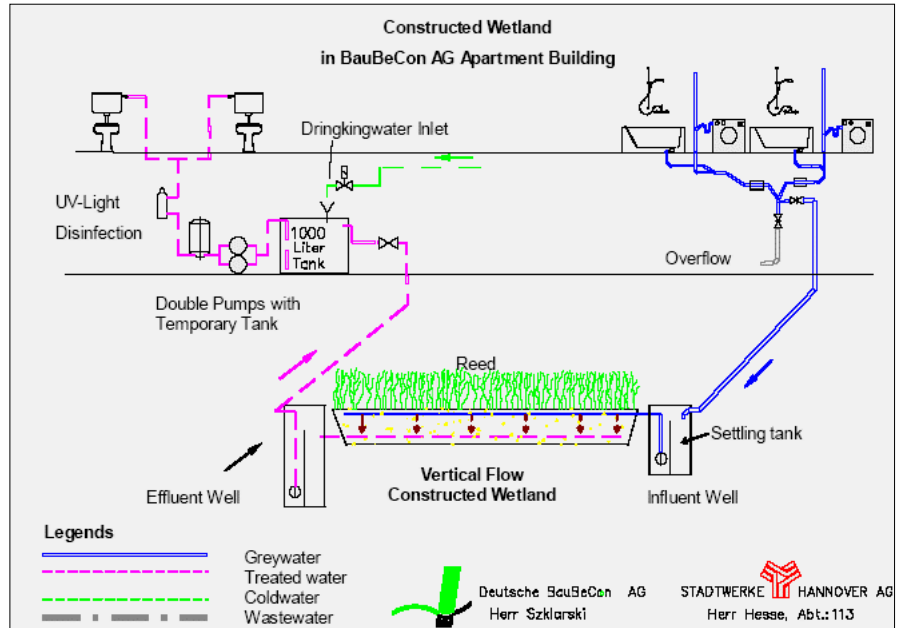 Constructed Wetland
in BauBeCon AG Apartment Building
Dringkingwater Inlet
UV-Light
Disinfection
1000
Liter
Tank
Overflow
Double Pumps with
Temporary Tank
Reed
Settling tank
Effluent Well
Vertical Flow
Constructed Wetland
Influent Well
Legends
Greywater
Treated water
Coldwater
Wastewater
Deutsche BauBeCon AG
Herr Szklarski
STADTWERKE HANNOVER AG
Herr Hesse, Abt.:113